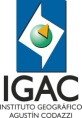 IGAC
INSTITUTO GEOGRÁFICO
AGUSTÍN CODAZZI